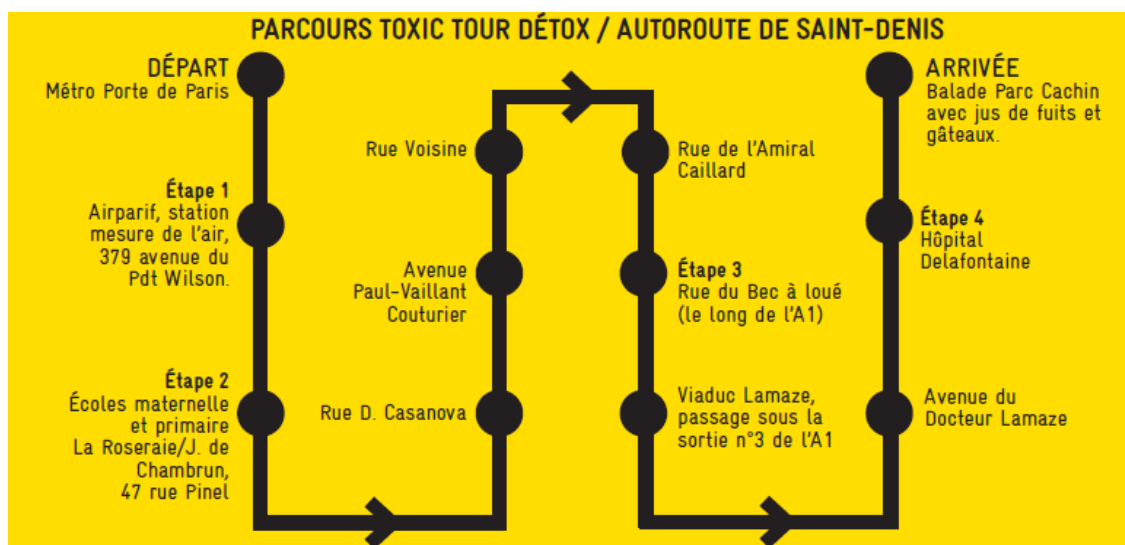 PARCOURS TOXIC TOUR DÉTOX / AUTOROUTE DE SAINT-DENIS
DÉPART
Métro Porte de Paris
Étape 1
Airparif, station
mesure de l'air,
379 avenue du
Pdt Wilson.
Étape 2
Écoles maternelle
et primaire
La Roseraie/J. de
Chambrun,
47 rue Pinel
Rue D. Casanova
Avenue
Paul-Vaillant
Couturier
Rue Voisine
Rue de l'Amiral
Caillard
Étape 3
Rue du Bec à loué
(le long de l'A1)
Viaduc Lamaze,
passage sous la
sortie n°3 de l'A1
Avenue du
Docteur Lamaze
Étape 4
Hôpital
Delafontaine
ARRIVÉE
Balade Parc Cachin
avec jus de fuits et
gâteaux.